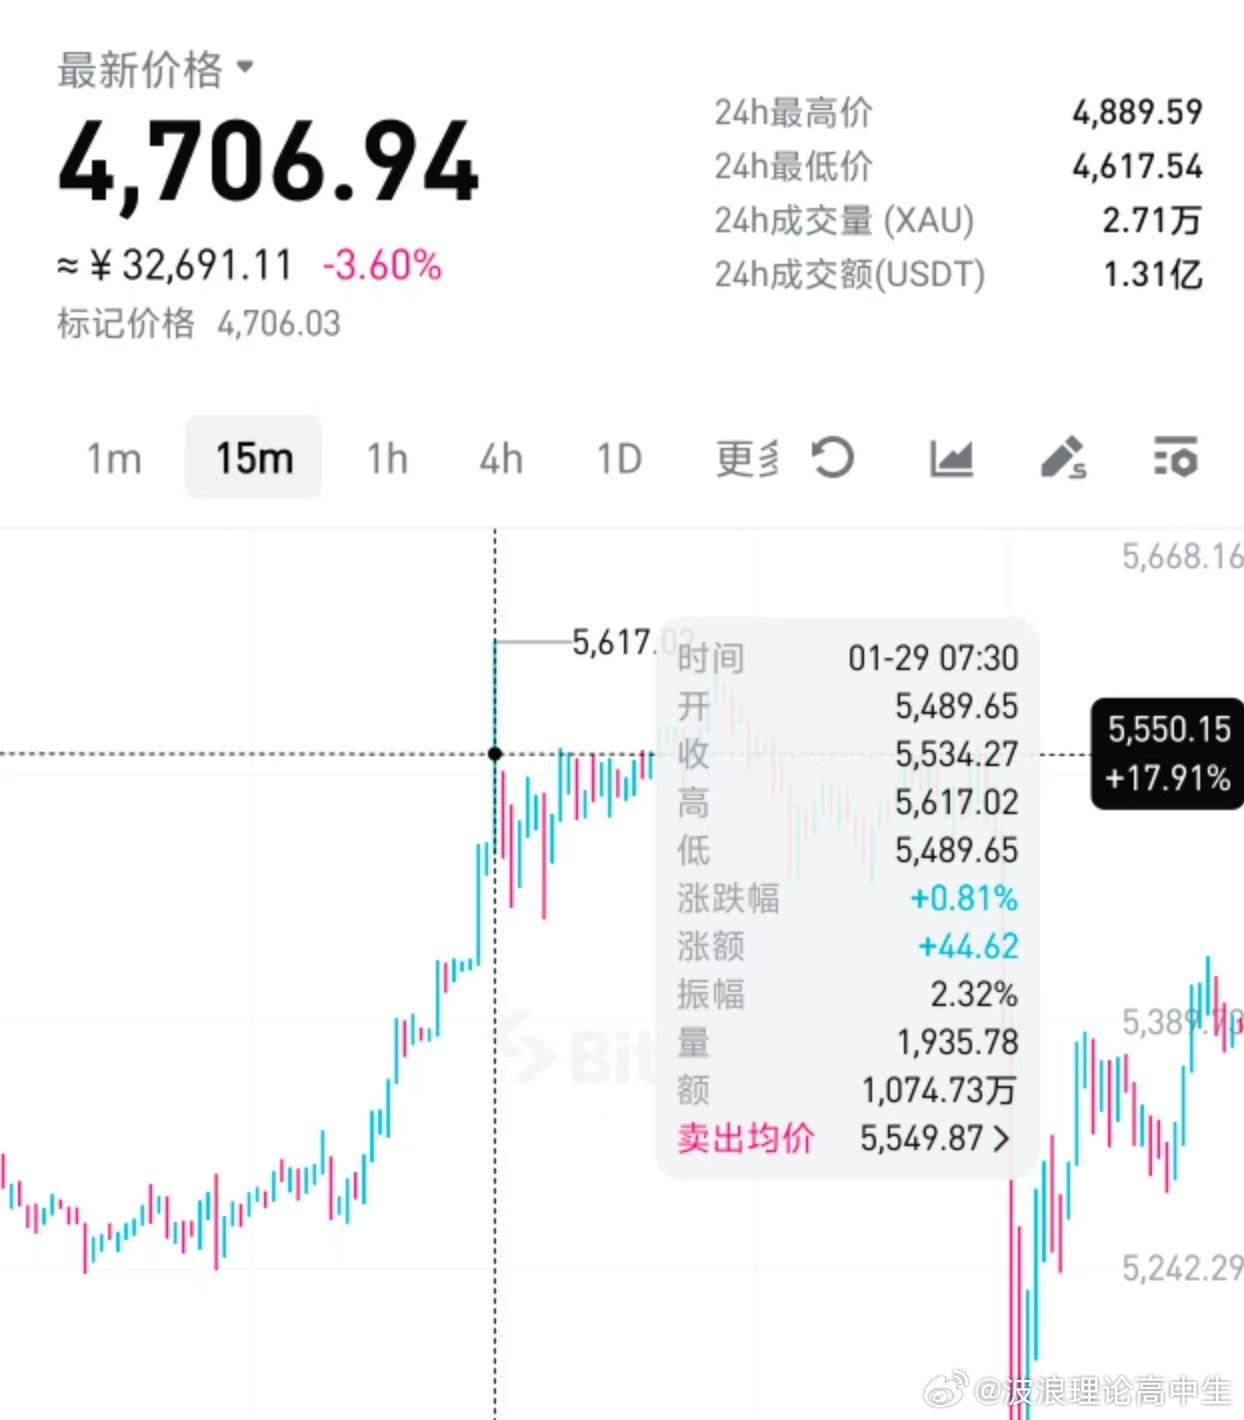 最新价格
4,706.94
≈ ¥ 32,691.11 -3.60%
标记价格 4,706.03
24h最高价 4,889.59
24h最低价 4,617.54
24h成交量 (XAU) 2.71万
24h成交额(USDT) 1.31亿
1m 15m 1h 4h 1D 更多
5,668.16
5,617.02
时间 01-29 07:30
开 5,489.65
收 5,534.27
高 5,617.02
低 5,489.65
涨跌幅 +0.81%
涨额 +44.62
振幅 2.32%
量 1,935.78
额 1,074.73万
卖出均价 5,549.87
5,550.15
+17.91%
5,389.73
Bit
5,242.29
@波浪理论高中生